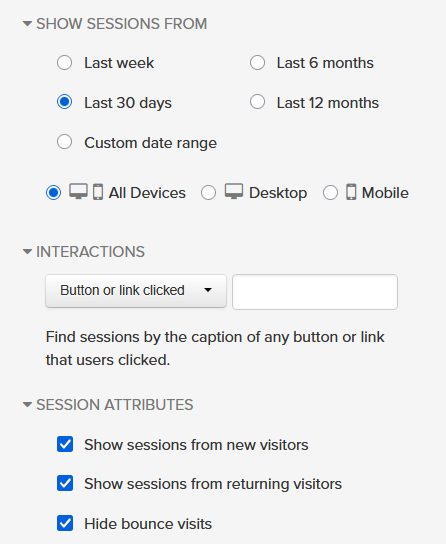 SHOW SESSIONS FROM
Last week
Last 6 months
Last 30 days
Last 12 months
Custom date range
All Devices
Desktop
Mobile
INTERACTIONS
Button or link clicked
Find sessions by the caption of any button or link
that users clicked.
SESSION ATTRIBUTES
Show sessions from new visitors
Show sessions from returning visitors
Hide bounce visits